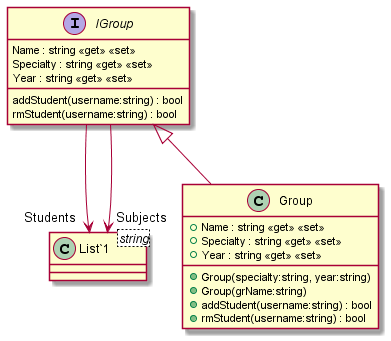 I IGroup
Name : string «get» «set»
Specialty : string «get» «set»
Year : string «get» «set»
addStudent(username:string) : bool
rmStudent(username:string) : bool
Students
Subjects
string
C List`1
C Group
Name : string «get» «set»
Specialty : string «get» «set»
Year : string «get» «set»
Group(specialty:string, year:string)
Group(grName:string)
addStudent(username:string) : bool
rmStudent(username:string) : bool